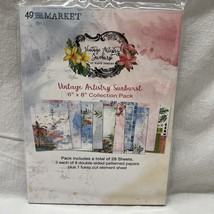 49 AND MARKET
Vintage Artistry
Sunburst
Vintage Artistry Sunburst
6" x 8" Collection Pack
Pack includes a total of 28 Sheets.
3 each of 9 double sided patterned papers
plus 1 fussy cut element sheet